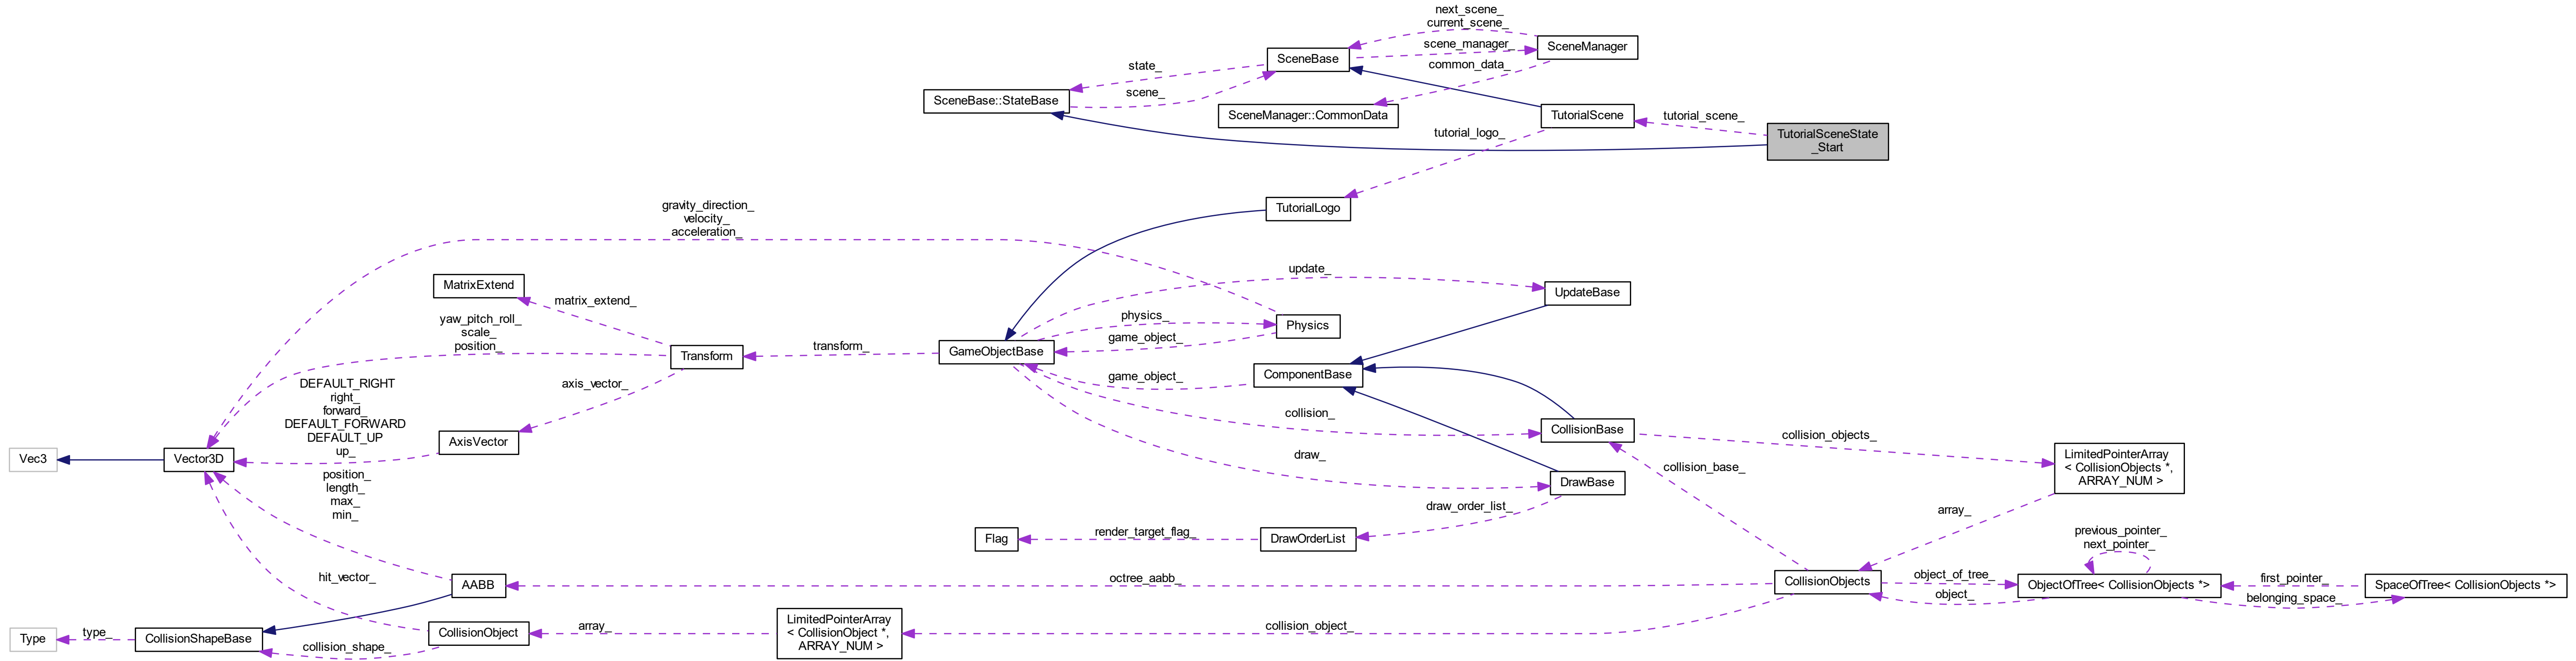 next_scene_
current_scene_
scene_manager_
SceneManager
SceneBase
state_
common_data_
scene_
SceneBase::StateBase
SceneManager::CommonData
TutorialScene
tutorial_scene_
TutorialSceneState
_Start
tutorial_logo_
TutorialLogo
gravity_direction_
velocity_
acceleration_
update_
MatrixExtend
matrix_extend_
UpdateBase
yaw_pitch_roll_
scale_
position_
physics_
Physics
game_object_
Transform
transform_
GameObjectBase
axis_vector_
game_object_
ComponentBase
DEFAULT_RIGHT
right_
forward_
DEFAULT_FORWARD
DEFAULT_UP
up_
AxisVector
collision_
CollisionBase
collision_objects_
Vec3
Vector3D
draw_
collision_base_
LimitedPointerArray
< CollisionObjects *,
ARRAY_NUM >
position_
length_
max_
min_
DrawBase
draw_order_list_
array_
Flag
render_target_flag_
DrawOrderList
previous_pointer_
next_pointer_
hit_vector_
AABB
octree_aabb_
CollisionObjects
object_of_tree_
object_
ObjectOfTree< CollisionObjects *>
first_pointer_
belonging_space_
SpaceOfTree< CollisionObjects *>
Type
type_
CollisionShapeBase
collision_shape_
CollisionObject
array_
LimitedPointerArray
< CollisionObject *,
ARRAY_NUM >
collision_object_